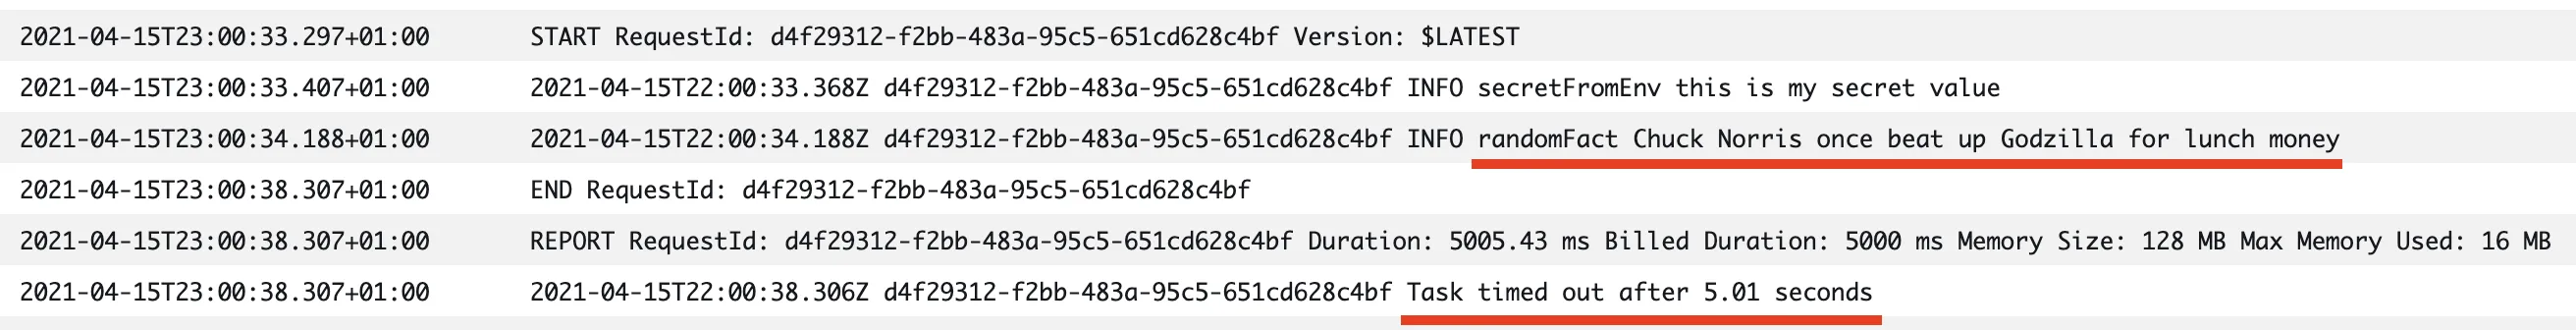 2021-04-15T23:00:33.297+01:00 START RequestId: d4f29312-f2bb-483a-95c5-651cd628c4bf Version: $LATEST
2021-04-15T23:00:33.407+01:00 2021-04-15T22:00:33.368Z d4f29312-f2bb-483a-95c5-651cd628c4bf INFO secretFromEnv this is my secret value
2021-04-15T23:00:34.188+01:00 2021-04-15T22:00:34.188Z d4f29312-f2bb-483a-95c5-651cd628c4bf INFO randomFact Chuck Norris once beat up Godzilla for lunch money
2021-04-15T23:00:38.307+01:00 END RequestId: d4f29312-f2bb-483a-95c5-651cd628c4bf
2021-04-15T23:00:38.307+01:00 REPORT RequestId: d4f29312-f2bb-483a-95c5-651cd628c4bf Duration: 5005.43 ms Billed Duration: 5000 ms Memory Size: 128 MB Max Memory Used: 16 MB
2021-04-15T23:00:38.307+01:00 2021-04-15T22:00:38.306Z d4f29312-f2bb-483a-95c5-651cd628c4bf Task timed out after 5.01 seconds